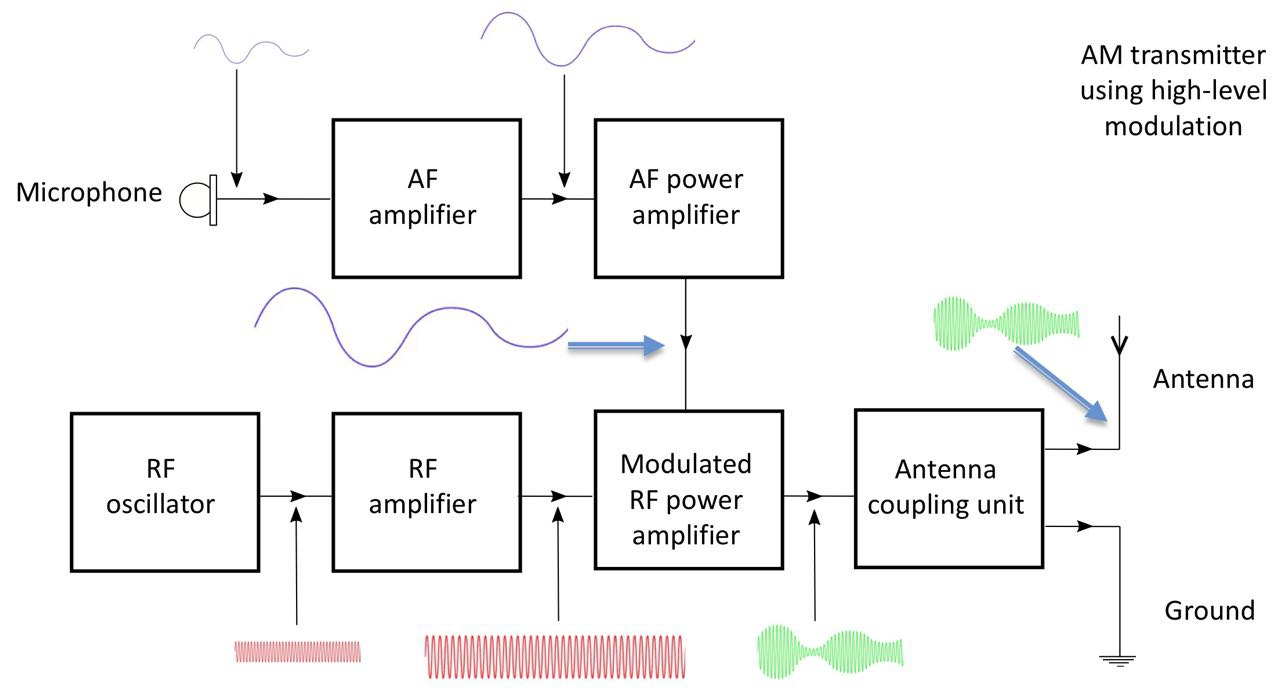 AM transmitter
using high-level
modulation
Microphone
AF
amplifier
AF power
amplifier
Antenna
RF
oscillator
RF
amplifier
Modulated
RF power
amplifier
Antenna
coupling unit
Ground